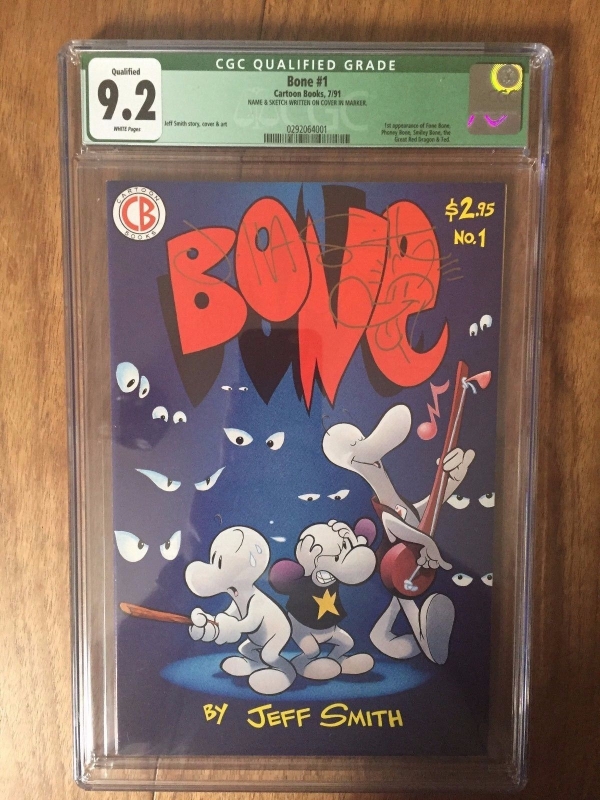 CGC QUALIFIED GRADE
Qualified
9.2
WHITE Pages
Bone #1
Cartoon Books, 7/91
NAME & SKETCH WRITTEN ON COVER IN MARKER.
Jeff Smith story, cover & art
0292064001
1st appearance of Fone Bone,
Phoney Bone, Smiley Bone, the
Great Red Dragon & Ted.
CARTOON
CB
BOOKS
$2.95
NO.1
BONE
BY JEFF SMITH